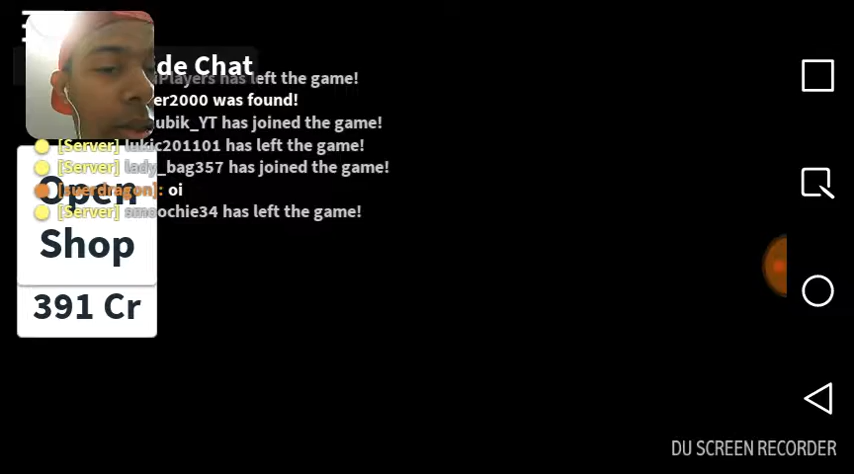 de Chat
Players has left the game!
er2000 was found!
ubik_YT has joined the game!
[Server] lukic201101 has left the game!
[Server] lady_bag357 has joined the game!
[suerdragon]: oi
[Server] smoochie34 has left the game!
Open
Shop
391 Cr
DU SCREEN RECORDER